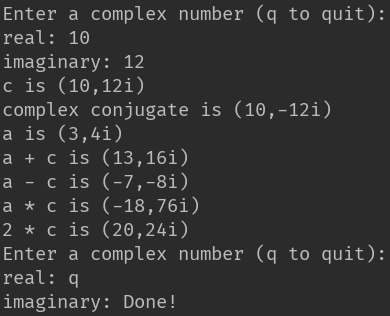 Enter a complex number (q to quit):
real: 10
imaginary: 12
c is (10,12i)
complex conjugate is (10,-12i)
a is (3,4i)
a + c is (13,16i)
a - c is (-7,-8i)
a * c is (-18,76i)
2 * c is (20,24i)
Enter a complex number (q to quit):
real: q
imaginary: Done!